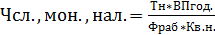 Чсл., мон., нал. = Тн*ВПгод.
Фраб*Кв.н.